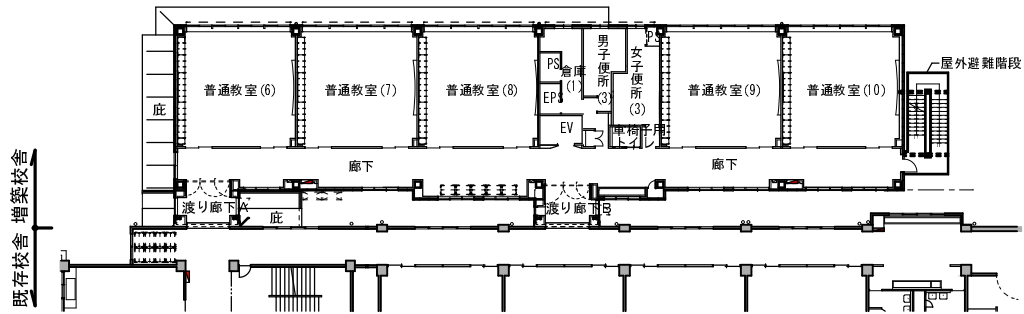 PS
屋外避難階段
普通教室(6)
普通教室(7)
普通教室(8)
PS
倉庫
(1)
男子便所
(3)
女子便所
(3)
普通教室(9)
普通教室(10)
EPS
庇
EV
車椅子用
トイレ
廊下
廊下
渡り廊下A
庇
渡り廊下B
増築校舎
既存校舎